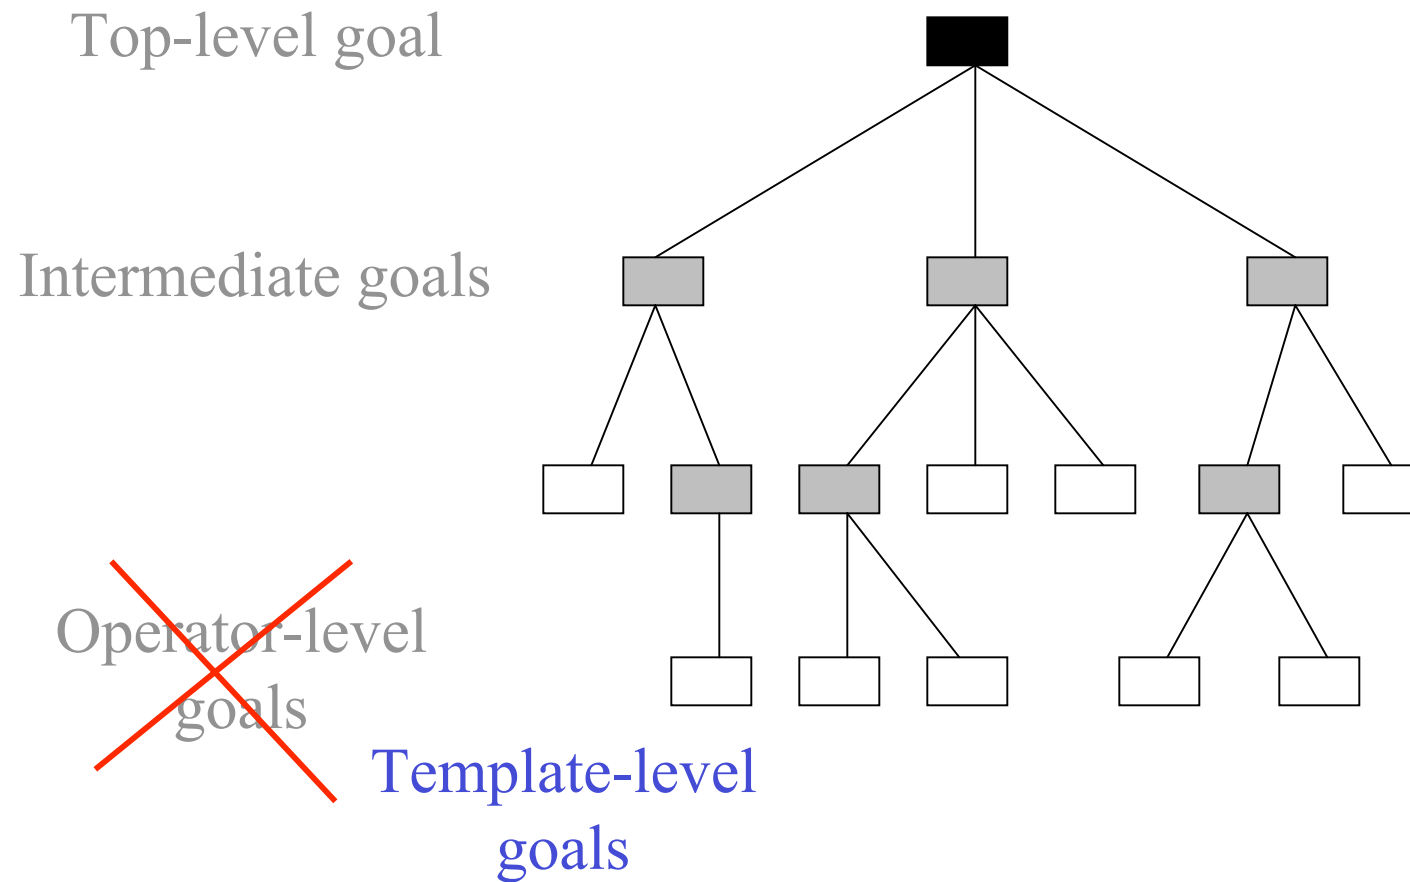 Top-level goal
Intermediate goals
Operator-level
goals
Template-level
goals